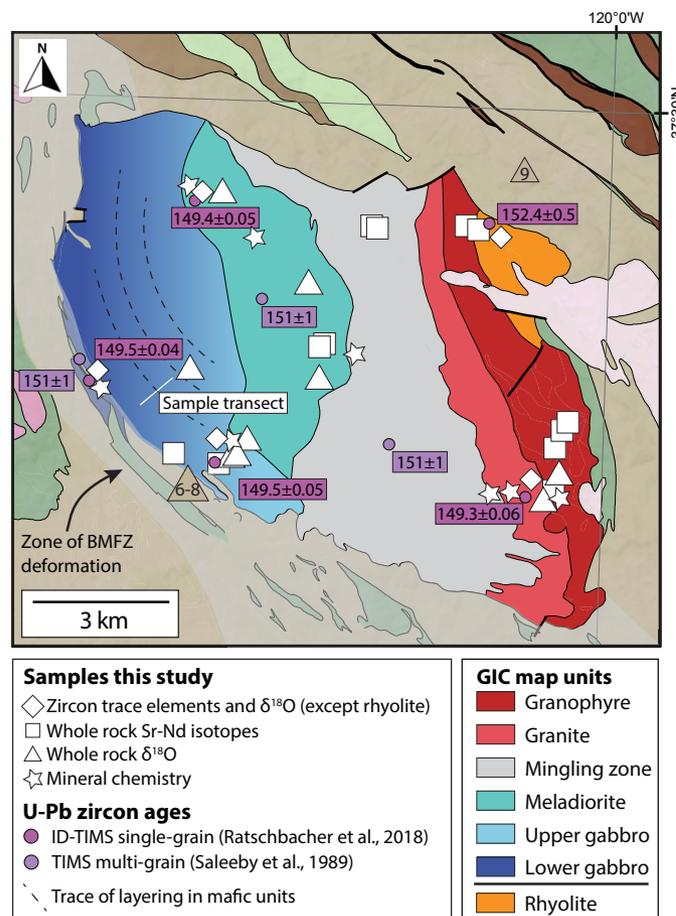 120°0'W
N
37°30'N
9
149.4±0.05
152.4±0.5
151±1
149.5±0.04
151±1
Sample transect
151±1
6-8
149.5±0.05
149.3±0.06
Zone of BMFZ
deformation
3 km
Samples this study
Zircon trace elements and δ¹⁸O (except rhyolite)
Whole rock Sr-Nd isotopes
Whole rock δ¹⁸O
Mineral chemistry
U-Pb zircon ages
ID-TIMS single-grain (Ratschbacher et al., 2018)
TIMS multi-grain (Saleeby et al., 1989)
Trace of layering in mafic units
GIC map units
Granophyre
Granite
Mingling zone
Meladiorite
Upper gabbro
Lower gabbro
Rhyolite